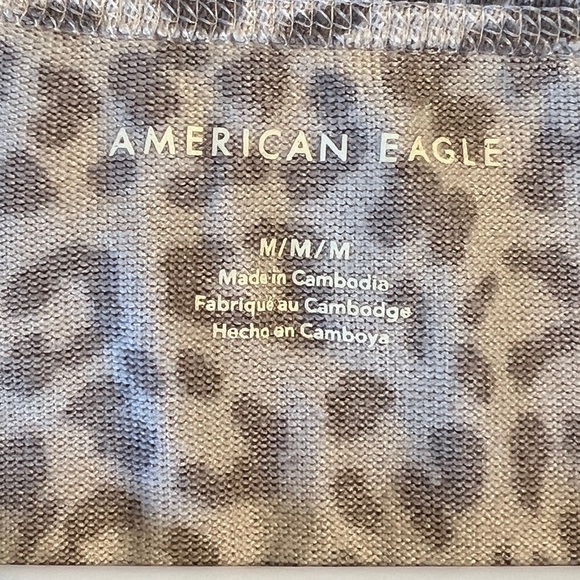 AMERICAN EAGLE
M/M/M
Made in Cambodia
Fabriqué au Cambodge
Hecho en Camboya